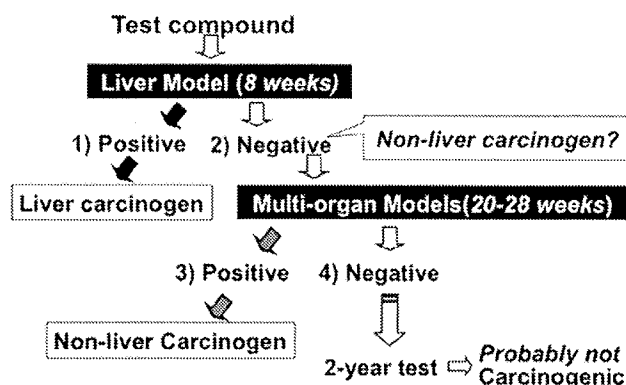 Test compound
Liver Model (8 weeks)
1) Positive 2) Negative
Non-liver carcinogen?
Liver carcinogen
Multi-organ Models(20-28 weeks)
3) Positive 4) Negative
Non-liver Carcinogen
2-year test
Probably not
Carcinogenic